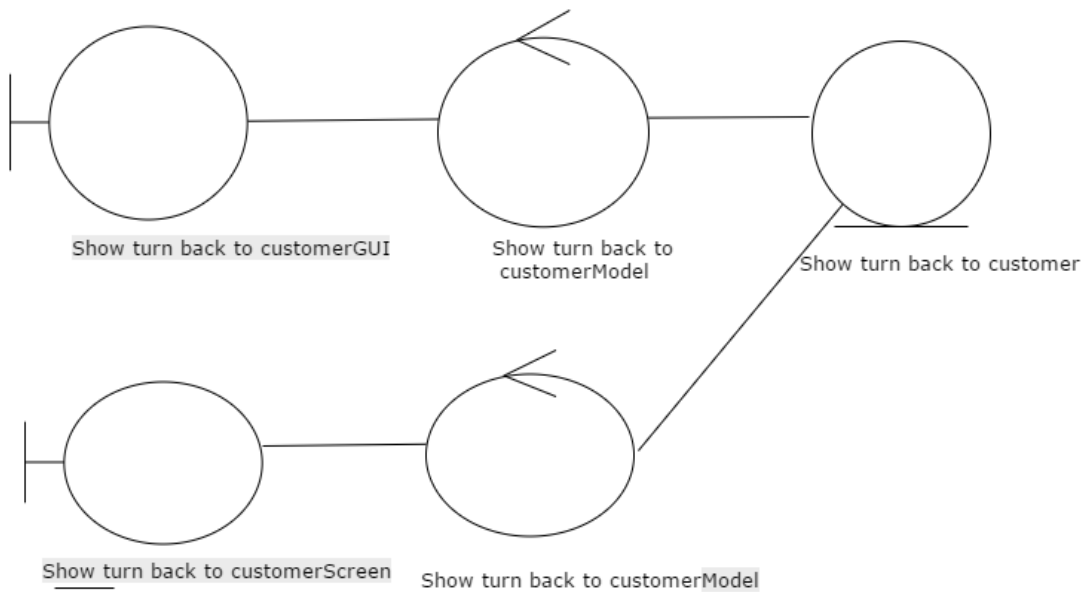 Show turn back to customerGUI
Show turn back to
customerModel
Show turn back to customer
Show turn back to customerScreen
Show turn back to customerModel